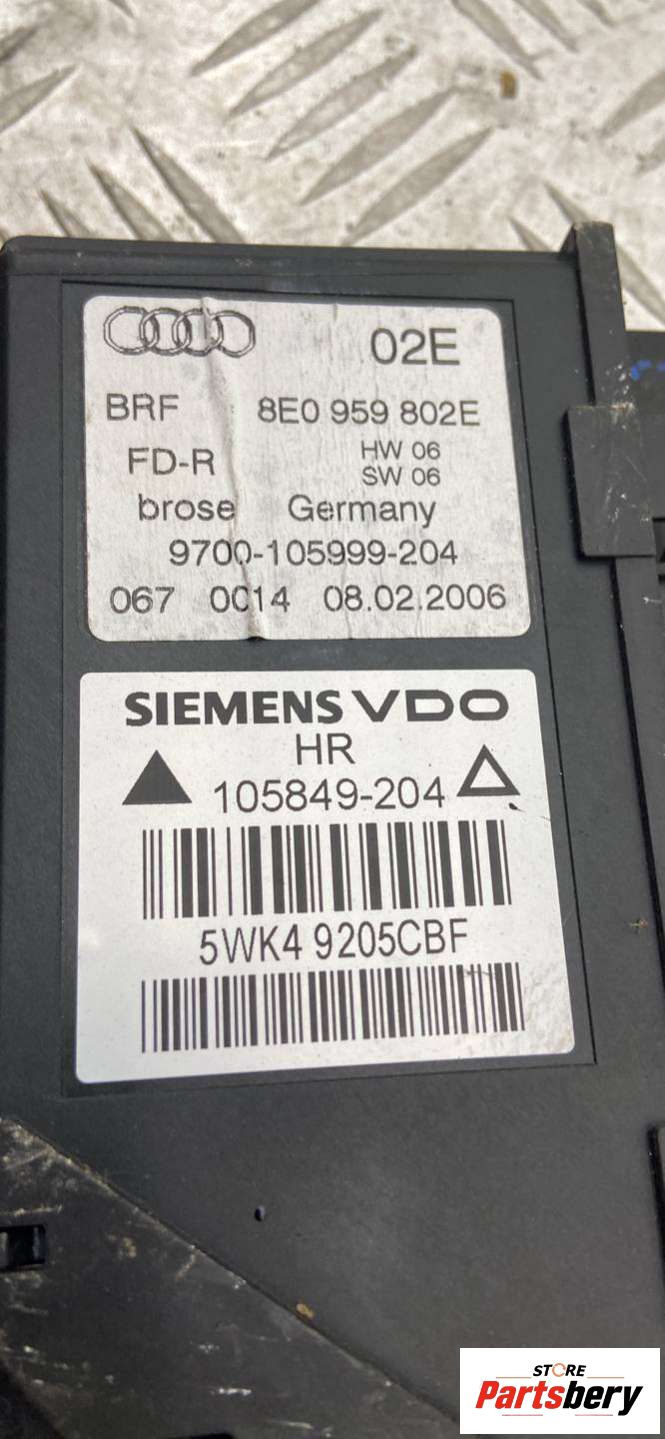 02E
BRF 8E0 959 802E
FD-R HW 06
SW 06
brose Germany
9700-105999-204
067 0014 08.02.2006
SIEMENS VDO
HR
105849-204
5WK4 9205CBF
STORE
Partsbery